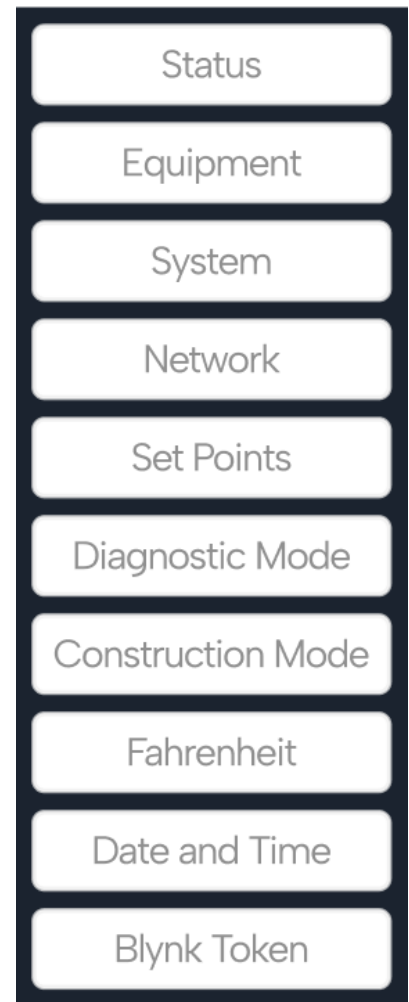 Status
Equipment
System
Network
Set Points
Diagnostic Mode
Construction Mode
Fahrenheit
Date and Time
Blynk Token